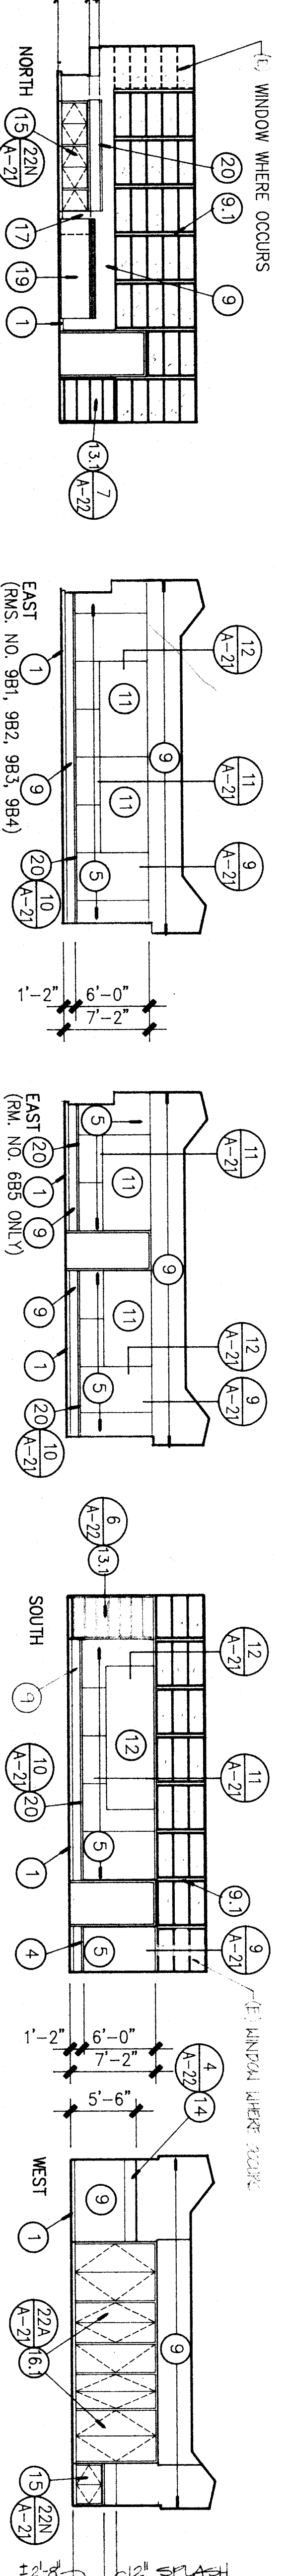 (E) WINDOW WHERE OCCURS
20
9.1
9
NORTH
15
22N
A-21
17
19
1
13.1
7
A-22
12
A-21
11
A-21
9
A-21
9
11
11
5
1
9
20
10
A-21
EAST
(RMS. NO. 9B1, 9B2, 9B3, 9B4)
1'-2"
6'-0"
7'-2"
11
A-21
12
A-21
9
A-21
9
5
11
11
5
20
1
9
9
1
20
10
A-21
EAST
(RM. NO. 6B5 ONLY)
6
A-22
13.1
12
A-21
11
A-21
9.1
9
A-21
(E) WINDOW WHERE OCCURS
12
5
5
SOUTH
9
10
A-21
20
1
4
1'-2"
6'-0"
7'-2"
5'-6"
4
A-22
14
9
9
WEST
1
22A
A-21
16.1
15
22N
A-21
±2'-8"
12" SPLASH